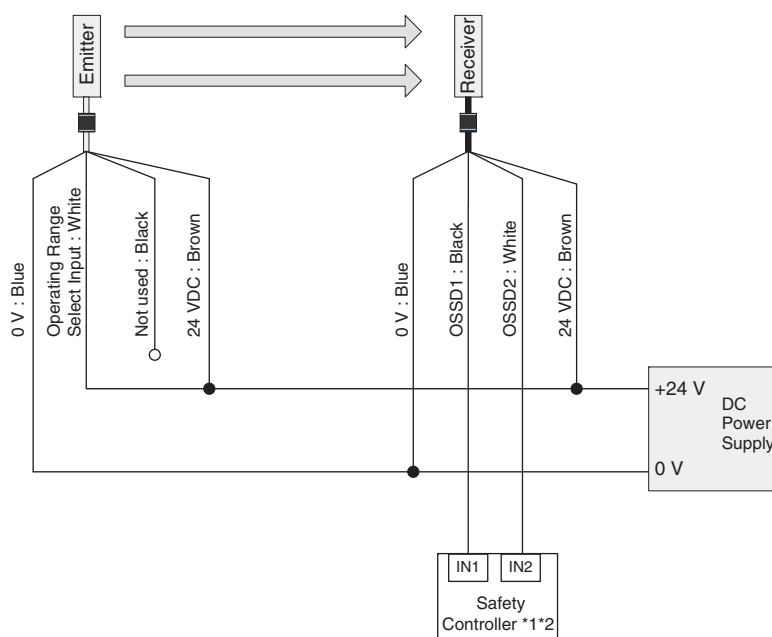 Emitter
Receiver
0 V : Blue
Operating Range
Select Input : White
Not used : Black
24 VDC : Brown
0 V : Blue
OSSD1 : Black
OSSD2 : White
24 VDC : Brown
+24 V
DC
Power
Supply
0 V
IN1
IN2
Safety
Controller *1*2